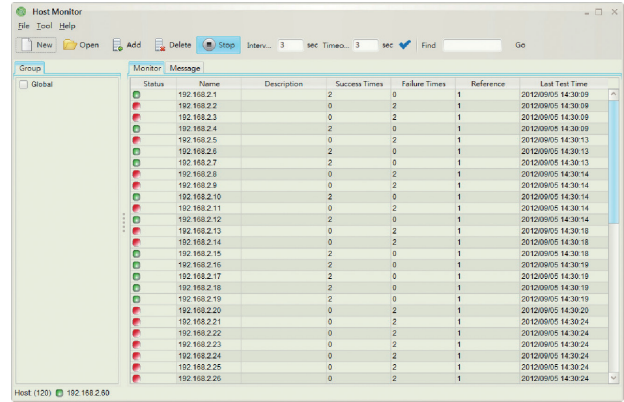 Host Monitor
File Tool Help
New Open Add Delete Stop Interv... 3 sec Timeo... 3 sec Find Go
Group Monitor Message
Global Status Name Description Success Times Failure Times Reference Last Test Time
192.168.2.1 2 0 1 2012/09/05 14:30:09
192.168.2.2 0 2 1 2012/09/05 14:30:09
192.168.2.3 0 2 1 2012/09/05 14:30:09
192.168.2.4 2 0 1 2012/09/05 14:30:09
192.168.2.5 0 2 1 2012/09/05 14:30:13
192.168.2.6 2 0 1 2012/09/05 14:30:13
192.168.2.7 2 0 1 2012/09/05 14:30:13
192.168.2.8 0 2 1 2012/09/05 14:30:14
192.168.2.9 0 2 1 2012/09/05 14:30:14
192.168.2.10 2 0 1 2012/09/05 14:30:14
192.168.2.11 0 2 1 2012/09/05 14:30:14
192.168.2.12 2 0 1 2012/09/05 14:30:14
192.168.2.13 0 2 1 2012/09/05 14:30:18
192.168.2.14 0 2 1 2012/09/05 14:30:18
192.168.2.15 2 0 1 2012/09/05 14:30:18
192.168.2.16 2 0 1 2012/09/05 14:30:19
192.168.2.17 2 0 1 2012/09/05 14:30:19
192.168.2.18 2 0 1 2012/09/05 14:30:19
192.168.2.19 2 0 1 2012/09/05 14:30:19
192.168.2.20 0 2 1 2012/09/05 14:30:20
192.168.2.21 0 2 1 2012/09/05 14:30:24
192.168.2.22 0 2 1 2012/09/05 14:30:24
192.168.2.23 0 2 1 2012/09/05 14:30:24
192.168.2.24 0 2 1 2012/09/05 14:30:24
192.168.2.25 0 2 1 2012/09/05 14:30:24
192.168.2.26 0 2 1 2012/09/05 14:30:24
Host (120) 192.168.2.60